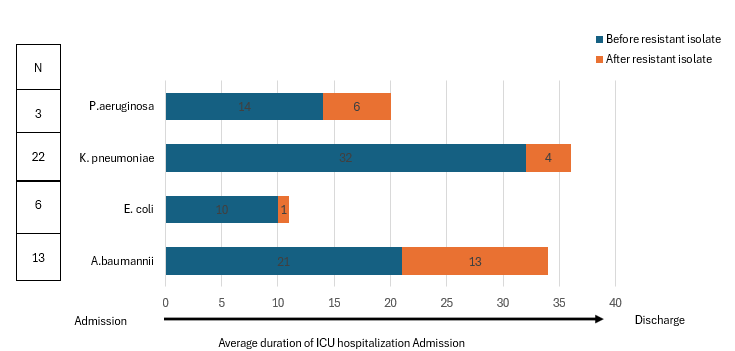 Before resistant isolate
After resistant isolate
N
3 P.aeruginosa 14 6
22 K. pneumoniae 32 4
6 E. coli 10 1
13 A.baumannii 21 13
0 5 10 15 20 25 30 35 40
Admission Discharge
Average duration of ICU hospitalization Admission